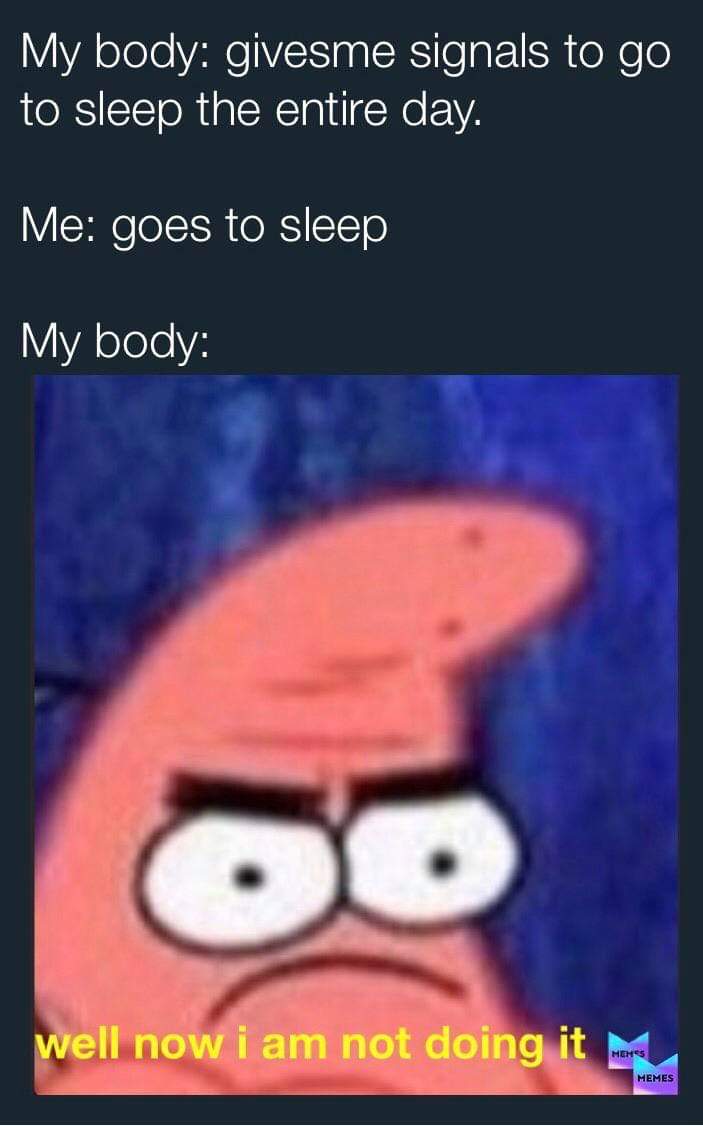 My body: givesme signals to go
to sleep the entire day.
Me: goes to sleep
My body:
well now i am not doing it
MEMES
MEMES